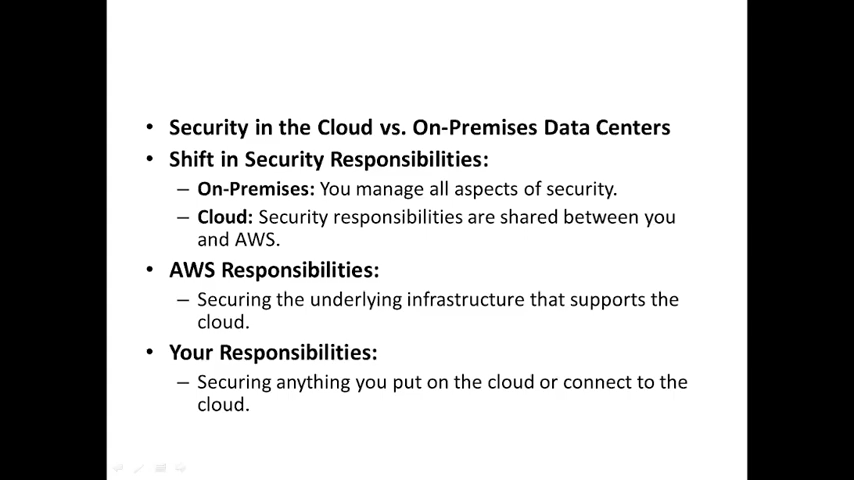 • Security in the Cloud vs. On-Premises Data Centers
• Shift in Security Responsibilities:
– On-Premises: You manage all aspects of security.
– Cloud: Security responsibilities are shared between you
and AWS.
• AWS Responsibilities:
– Securing the underlying infrastructure that supports the
cloud.
• Your Responsibilities:
– Securing anything you put on the cloud or connect to the
cloud.